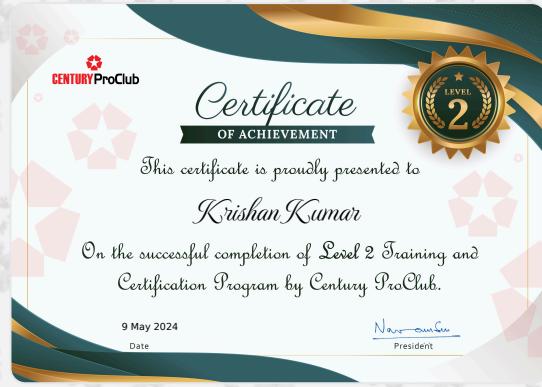 CENTURY ProClub
Certificate
OF ACHIEVEMENT
LEVEL
2
This certificate is proudly presented to
Krishan Kumar
On the successful completion of Level 2 Training and
Certification Program by Century ProClub.
9 May 2024
Date
President